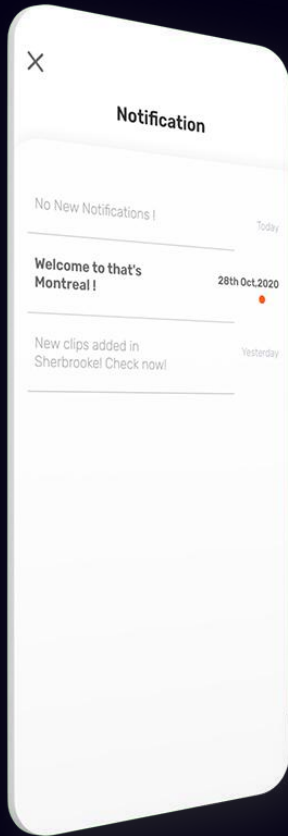 Notification
No New Notifications !
Today
Welcome to that's
Montreal !
28th Oct,2020
New clips added in
Sherbrooke! Check now!
Yesterday